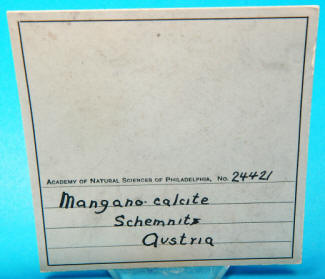 Academy of Natural Sciences of Philadelphia, No. 24421
Mangano-calcite
Schemnitz
Austria